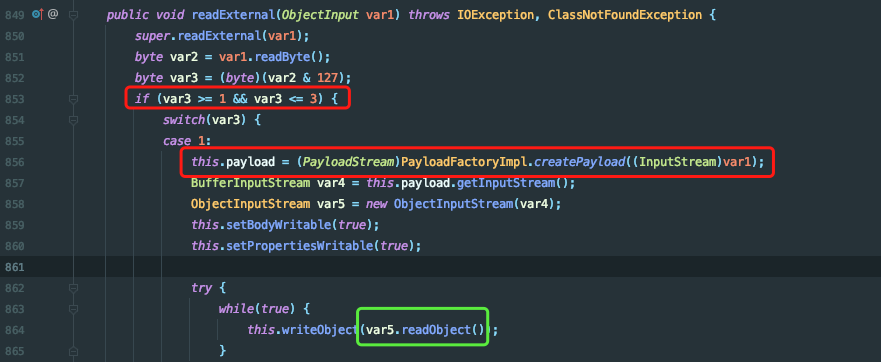 849 public void readExternal(ObjectInput var1) throws IOException, ClassNotFoundException {
850 super.readExternal(var1);
851 byte var2 = var1.readByte();
852 byte var3 = (byte)(var2 & 127);
853 if (var3 >= 1 && var3 <= 3) {
854 switch(var3) {
855 case 1:
856 this.payload = (PayloadStream)PayloadFactoryImpl.createPayload((InputStream)var1);
857 BufferInputStream var4 = this.payload.getInputStream();
858 ObjectInputStream var5 = new ObjectInputStream(var4);
859 this.setBodyWritable(true);
860 this.setPropertiesWritable(true);
861
862 try {
863 while(true) {
864 this.writeObject(var5.readObject());
865 }